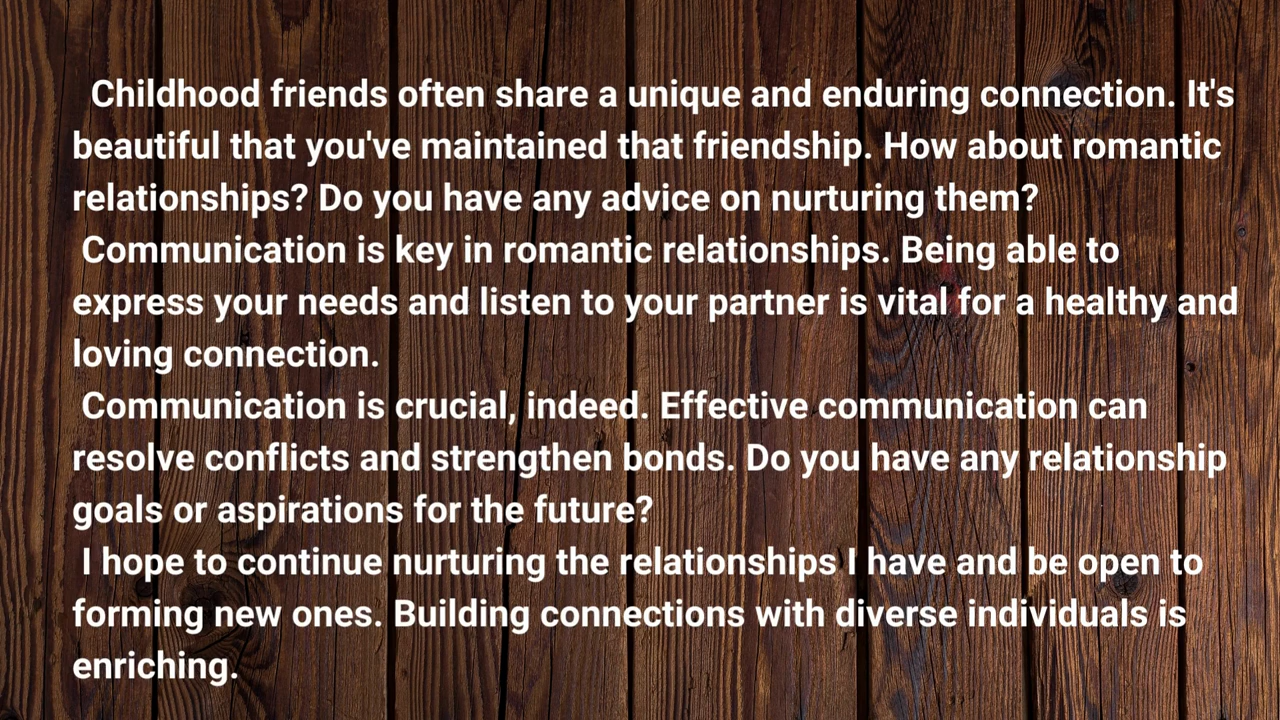 Childhood friends often share a unique and enduring connection. It's
beautiful that you've maintained that friendship. How about romantic
relationships? Do you have any advice on nurturing them?
Communication is key in romantic relationships. Being able to
express your needs and listen to your partner is vital for a healthy and
loving connection.
Communication is crucial, indeed. Effective communication can
resolve conflicts and strengthen bonds. Do you have any relationship
goals or aspirations for the future?
I hope to continue nurturing the relationships I have and be open to
forming new ones. Building connections with diverse individuals is
enriching.